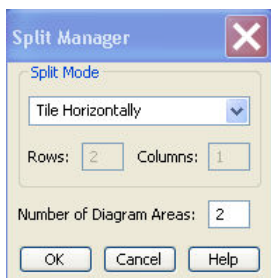 Split Manager
Split Mode
Tile Horizontally
Rows: 2 Columns: 1
Number of Diagram Areas: 2
OK Cancel Help